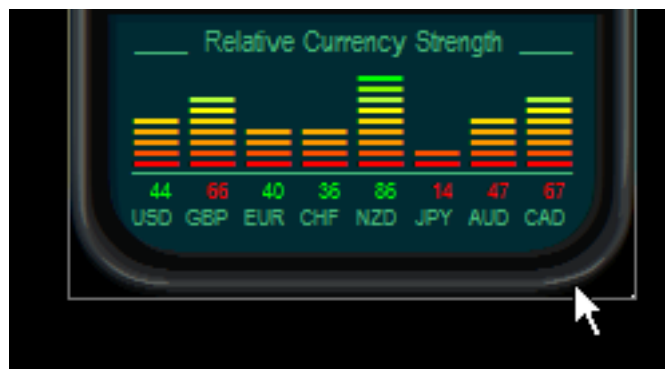 Relative Currency Strength
44 66 40 36 86 14 47 67
USD GBP EUR CHF NZD JPY AUD CAD